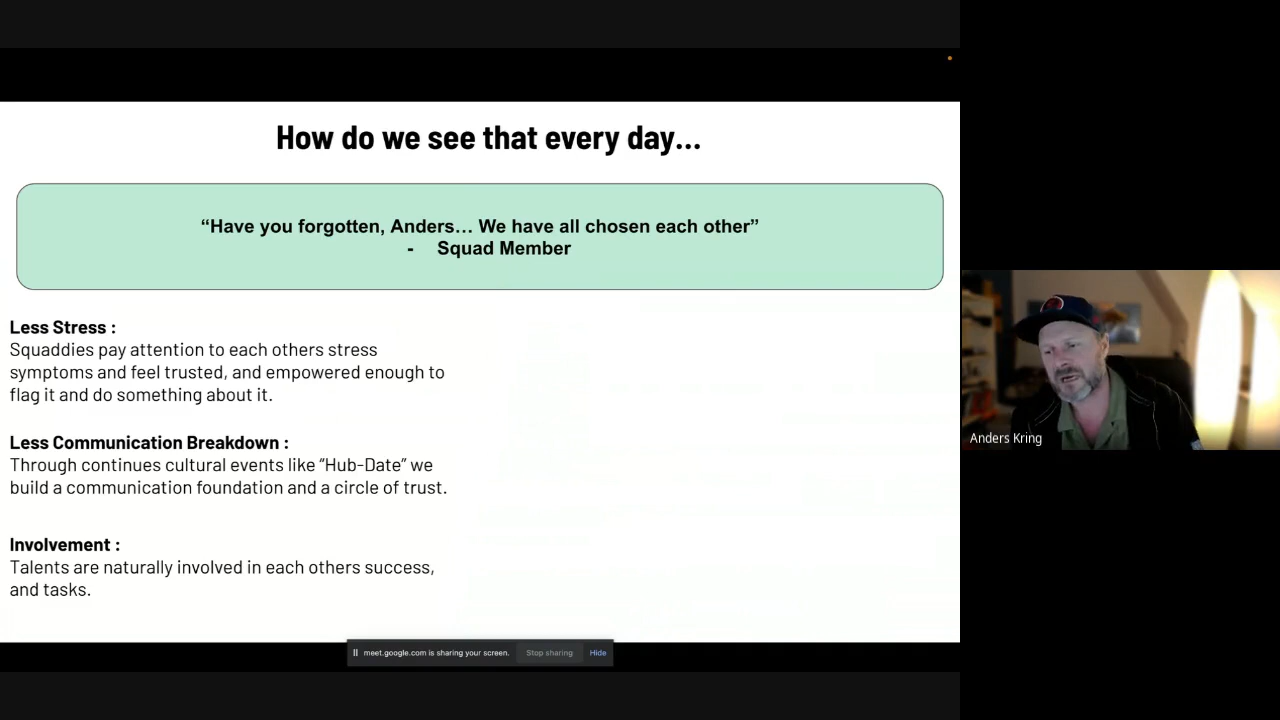 How do we see that every day...
“Have you forgotten, Anders... We have all chosen each other”
- Squad Member
Less Stress :
Squaddies pay attention to each others stress
symptoms and feel trusted, and empowered enough to
flag it and do something about it.
Less Communication Breakdown :
Through continues cultural events like “Hub-Date” we
build a communication foundation and a circle of trust.
Involvement :
Talents are naturally involved in each others success,
and tasks.
meet.google.com is sharing your screen. Stop sharing Hide
Anders Kring